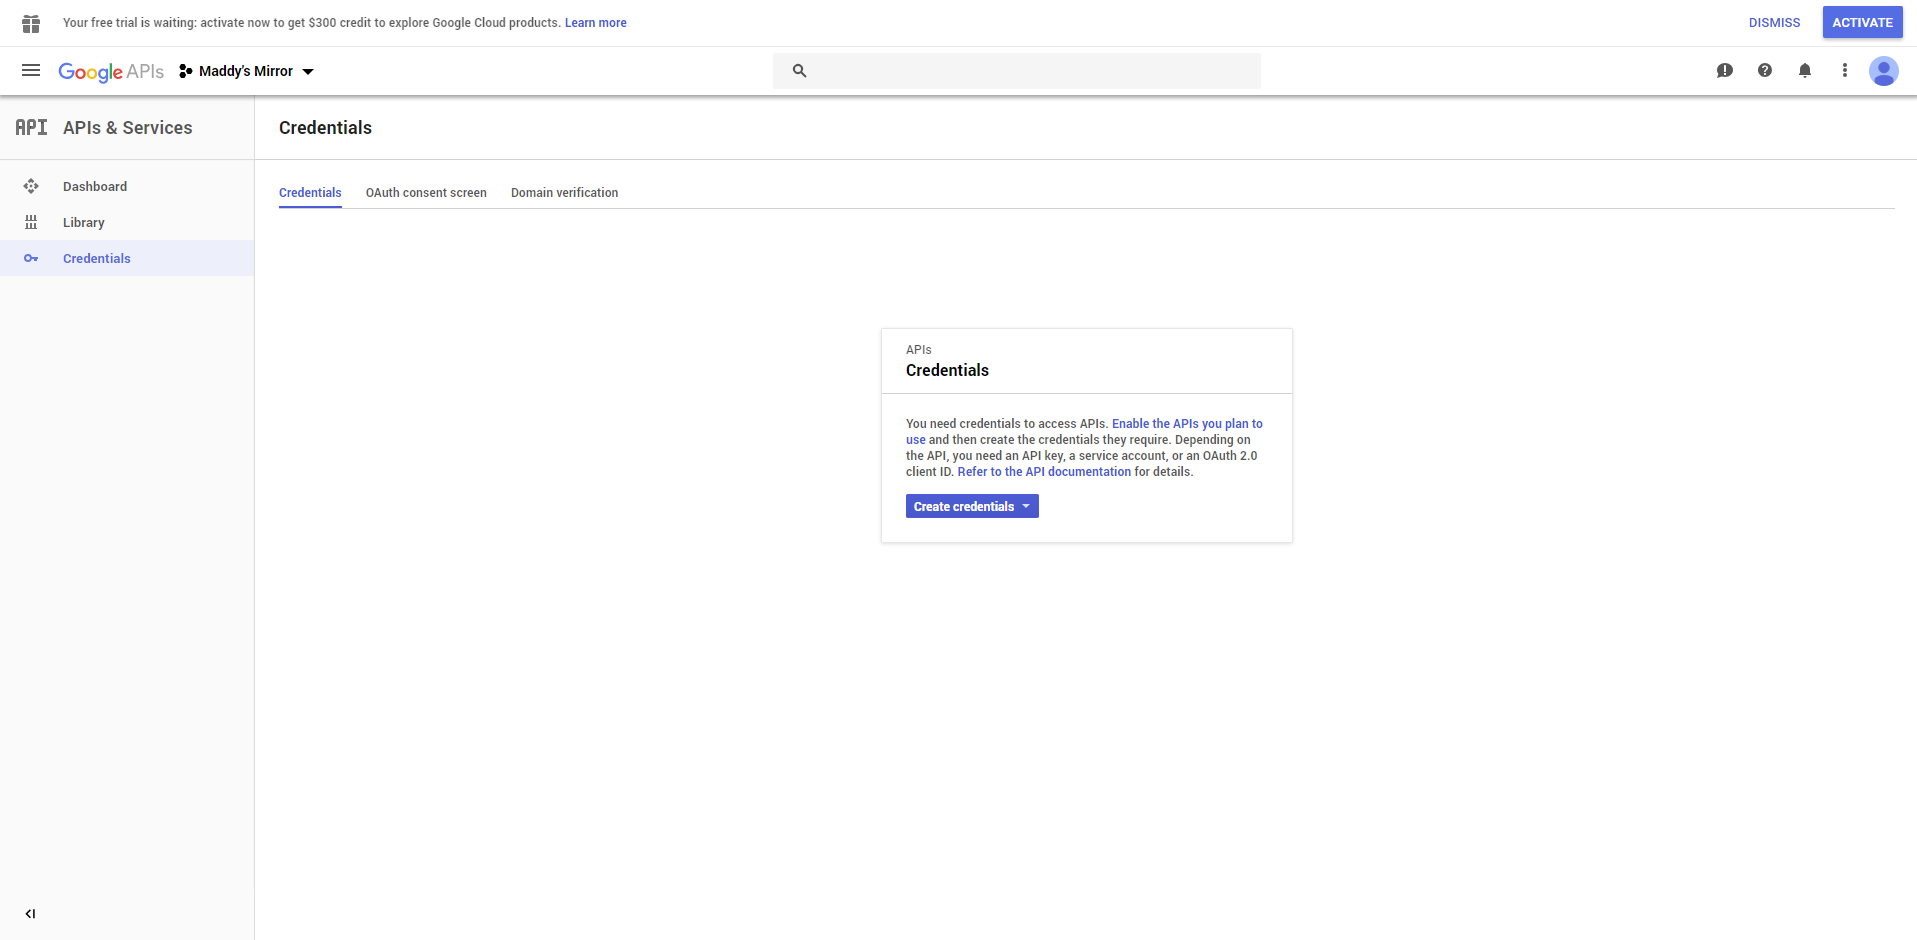 Your free trial is waiting: activate now to get $300 credit to explore Google Cloud products. Learn more
DISMISS
ACTIVATE
Google APIs
Maddy's Mirror
API APIs & Services
Credentials
Dashboard
Library
Credentials
Credentials
OAuth consent screen
Domain verification
APIs
Credentials
You need credentials to access APIs. Enable the APIs you plan to
use and then create the credentials they require. Depending on
the API, you need an API key, a service account, or an OAuth 2.0
client ID. Refer to the API documentation for details.
Create credentials